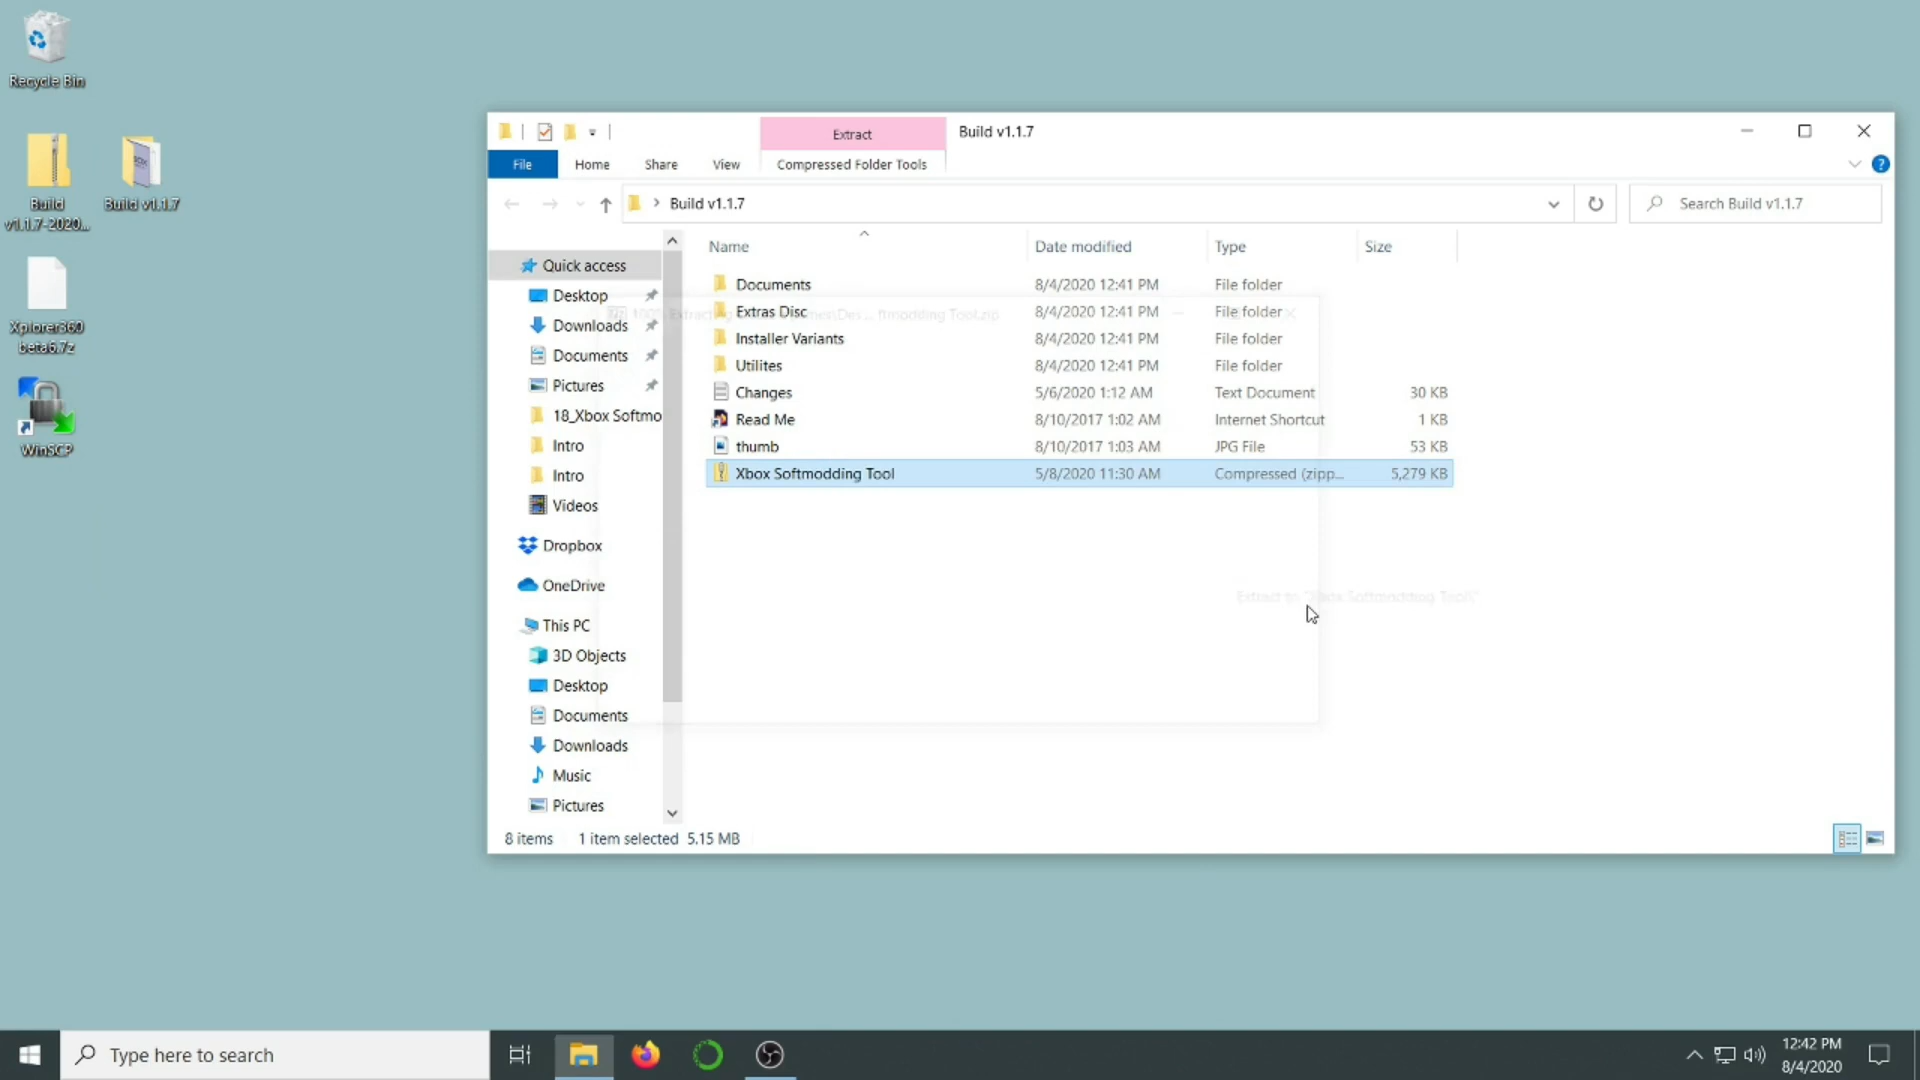 Recycle Bin
Build
v1.1.7-2020...
Build v1.1.7
Xplorer360
beta6.7z
WinSCP
Extract
Build v1.1.7
File
Home
Share
View
Compressed Folder Tools
Build v1.1.7
Search Build v1.1.7
Name
Date modified
Type
Size
Quick access
Desktop
Downloads
Documents
Pictures
18_Xbox Softmo
Intro
Intro
Videos
Dropbox
OneDrive
This PC
3D Objects
Desktop
Documents
Downloads
Music
Pictures
Documents 8/4/2020 12:41 PM File folder
Extras Disc 8/4/2020 12:41 PM File folder
Installer Variants 8/4/2020 12:41 PM File folder
Utilites 8/4/2020 12:41 PM File folder
Changes 5/6/2020 1:12 AM Text Document 30 KB
Read Me 8/10/2017 1:02 AM Internet Shortcut 1 KB
thumb 8/10/2017 1:03 AM JPG File 53 KB
Xbox Softmodding Tool 5/8/2020 11:30 AM Compressed (zipp... 5,279 KB
Extract to "Xbox Softmodding Tool\"
8 items 1 item selected 5.15 MB
Type here to search
12:42 PM
8/4/2020